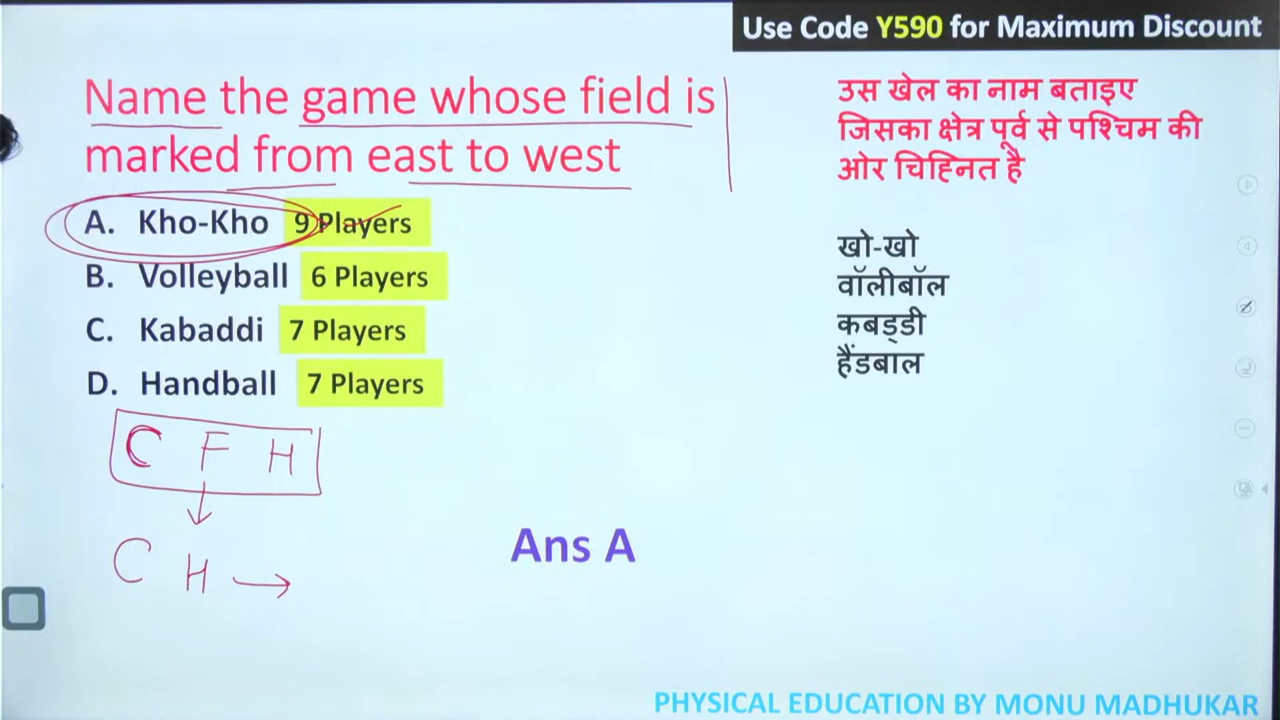 Use Code Y590 for Maximum Discount
Name the game whose field is
marked from east to west
उस खेल का नाम बताइए
जिसका क्षेत्र पूर्व से पश्चिम की
ओर चिह्नित है
A. Kho-Kho 9 Players
B. Volleyball 6 Players
C. Kabaddi 7 Players
D. Handball 7 Players
खो-खो
वॉलीबॉल
कबड्डी
हैंडबाल
C F H
C H →
Ans A
PHYSICAL EDUCATION BY MONU MADHUKAR